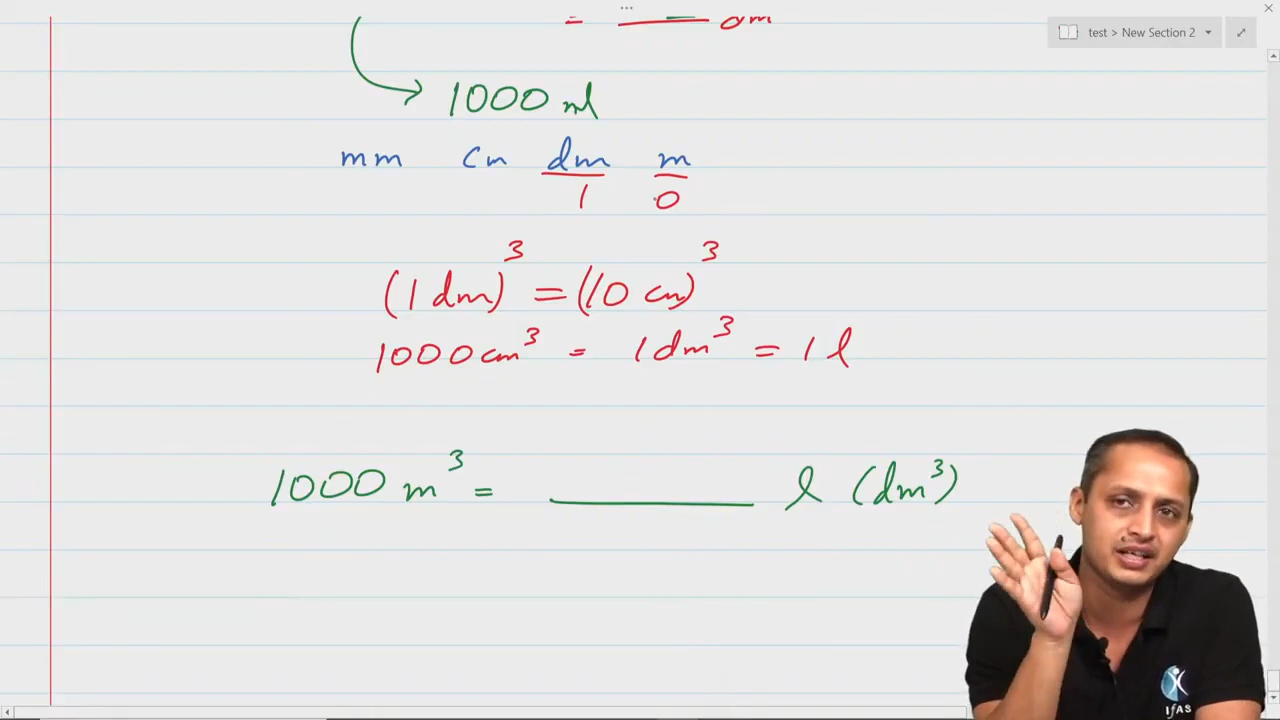 test > New Section 2
=
1000 ml
mm cm dm m
1 0
(1 dm)³ = (10 cm)³
1000 cm³ = 1 dm³ = 1 l
1000 m³ = ________ l (dm³)
IFAS